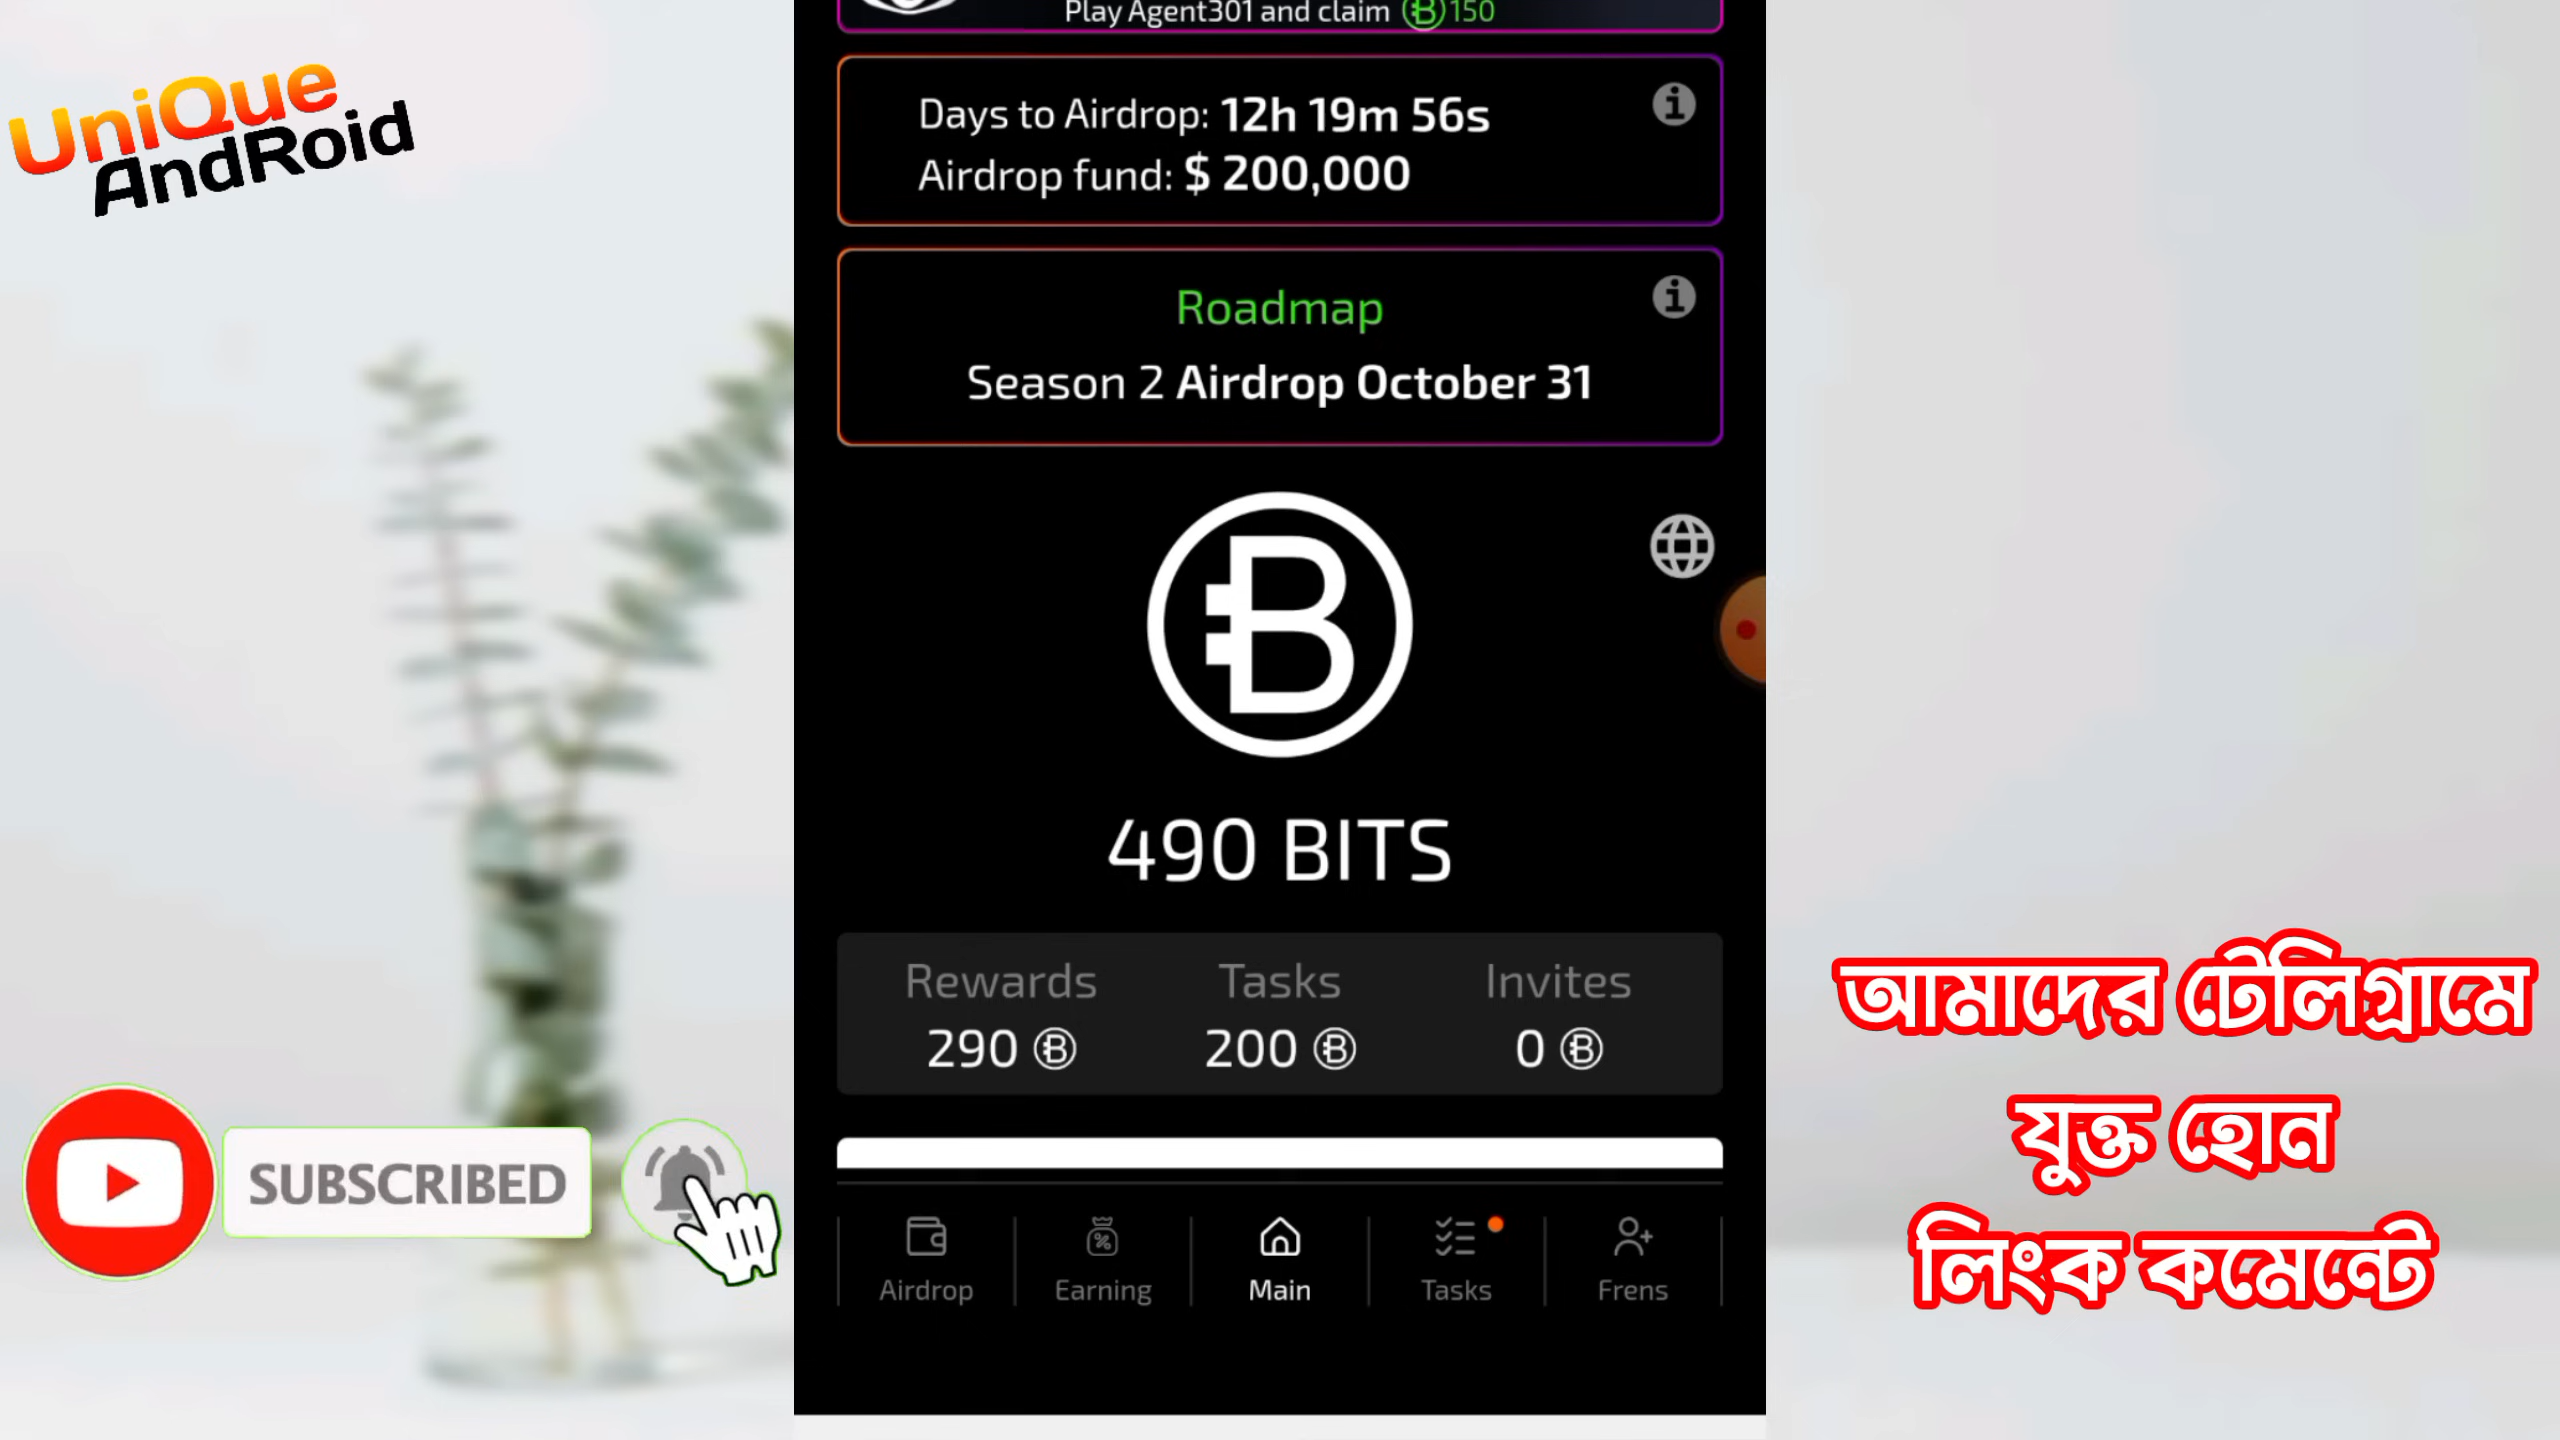 UniQue
AndRoid
Play Agent301 and claim 150
Days to Airdrop: 12h 19m 56s
Airdrop fund: $ 200,000
Roadmap
Season 2 Airdrop October 31
490 BITS
Rewards Tasks Invites
290 200 0
SUBSCRIBED
Airdrop Earning Main Tasks Frens
আমাদের টেলিগ্রামে
যুক্ত হোন
লিংক কমেন্টে